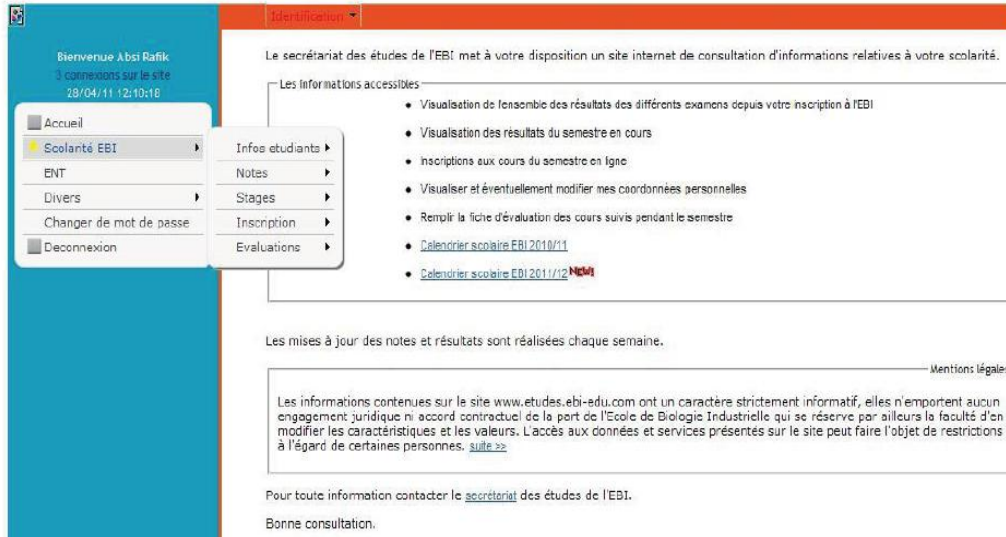 Identification
Bienvenue Absi Rafik
3 connexions sur le site
28/04/11 12:10:18
Accueil
Scolarité EBI
ENT
Divers
Changer de mot de passe
Deconnexion
Infos etudiants
Notes
Stages
Inscription
Evaluations
Le secrétariat des études de l'EBI met à votre disposition un site internet de consultation d'informations relatives à votre scolarité.
Les informations accessibles
Visualisation de l'ensemble des résultats des différents examens depuis votre inscription à l'EBI
Visualisation des résultats du semestre en cours
Inscriptions aux cours du semestre en ligne
Visualiser et éventuellement modifier mes coordonnées personnelles
Remplir la fiche d'évaluation des cours suivis pendant le semestre
Calendrier scolaire EBI 2010/11
Calendrier scolaire EBI 2011/12 NEW!
Les mises à jour des notes et résultats sont réalisées chaque semaine.
Mentions légales
Les informations contenues sur le site www.etudes.ebi-edu.com ont un caractère strictement informatif, elles n'emportent aucun
engagement juridique ni accord contractuel de la part de l'Ecole de Biologie Industrielle qui se réserve par ailleurs la faculté d'en
modifier les caractéristiques et les valeurs. L'accès aux données et services présentés sur le site peut faire l'objet de restrictions
à l'égard de certaines personnes. suite >>
Pour toute information contacter le secrétariat des études de l'EBI.
Bonne consultation.